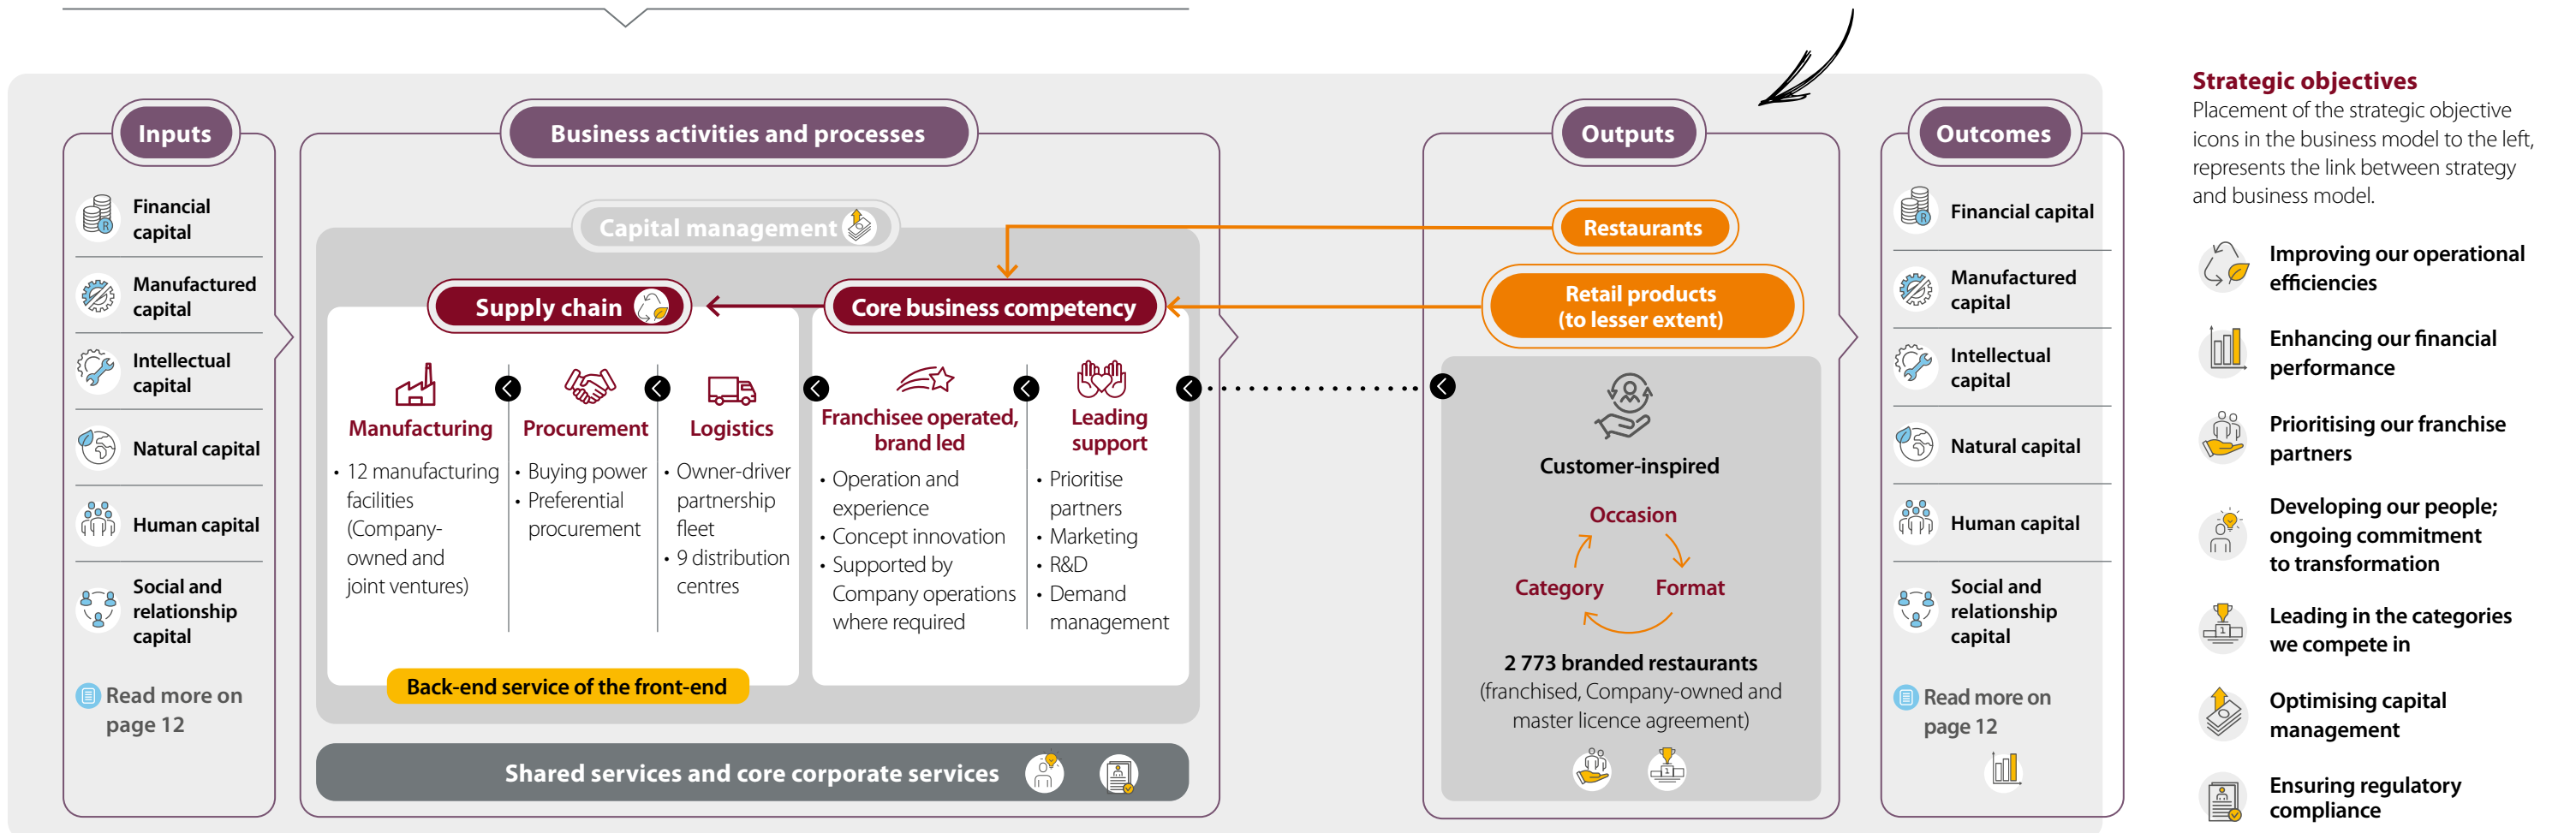 Inputs
Financial
capital
Manufactured
capital
Intellectual
capital
Natural capital
Human capital
Social and
relationship
capital
Read more on
page 12
Business activities and processes
Capital management
Supply chain
Manufacturing
• 12 manufacturing
facilities
(Company-
owned and
joint ventures)
Procurement
• Buying power
• Preferential
procurement
Logistics
• Owner-driver
partnership
fleet
• 9 distribution
centres
Back-end service of the front-end
Core business competency
Franchisee operated,
brand led
• Operation and
experience
• Concept innovation
• Supported by
Company operations
where required
Leading
support
• Prioritise
partners
• Marketing
• R&D
• Demand
management
Shared services and core corporate services
Outputs
Restaurants
Retail products
(to lesser extent)
Customer-inspired
Occasion
Category
Format
2 773 branded restaurants
(franchised, Company-owned and
master licence agreement)
Outcomes
Financial capital
Manufactured
capital
Intellectual
capital
Natural capital
Human capital
Social and
relationship
capital
Read more on
page 12
Strategic objectives
Placement of the strategic objective
icons in the business model to the left,
represents the link between strategy
and business model.
Improving our operational
efficiencies
Enhancing our financial
performance
Prioritising our franchise
partners
Developing our people;
ongoing commitment
to transformation
Leading in the categories
we compete in
Optimising capital
management
Ensuring regulatory
compliance